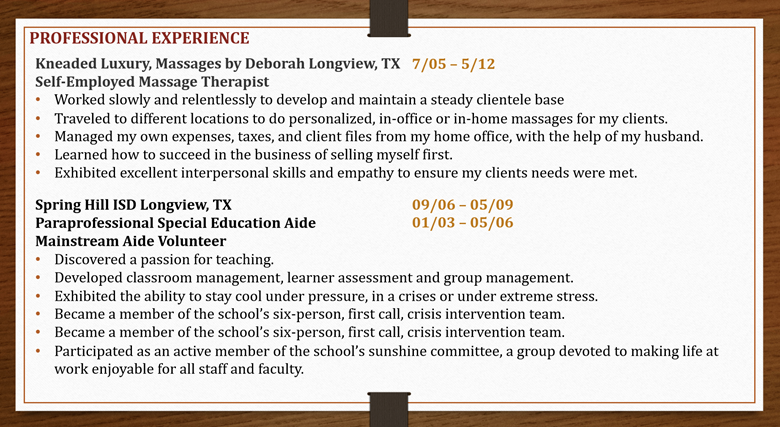 PROFESSIONAL EXPERIENCE
Kneaded Luxury, Massages by Deborah Longview, TX 7/05 – 5/12
Self-Employed Massage Therapist
• Worked slowly and relentlessly to develop and maintain a steady clientele base
• Traveled to different locations to do personalized, in-office or in-home massages for my clients.
• Managed my own expenses, taxes, and client files from my home office, with the help of my husband.
• Learned how to succeed in the business of selling myself first.
• Exhibited excellent interpersonal skills and empathy to ensure my clients needs were met.
Spring Hill ISD Longview, TX 09/06 – 05/09
Paraprofessional Special Education Aide 01/03 – 05/06
Mainstream Aide Volunteer
• Discovered a passion for teaching.
• Developed classroom management, learner assessment and group management.
• Exhibited the ability to stay cool under pressure, in a crises or under extreme stress.
• Became a member of the school’s six-person, first call, crisis intervention team.
• Became a member of the school’s six-person, first call, crisis intervention team.
• Participated as an active member of the school’s sunshine committee, a group devoted to making life at
work enjoyable for all staff and faculty.